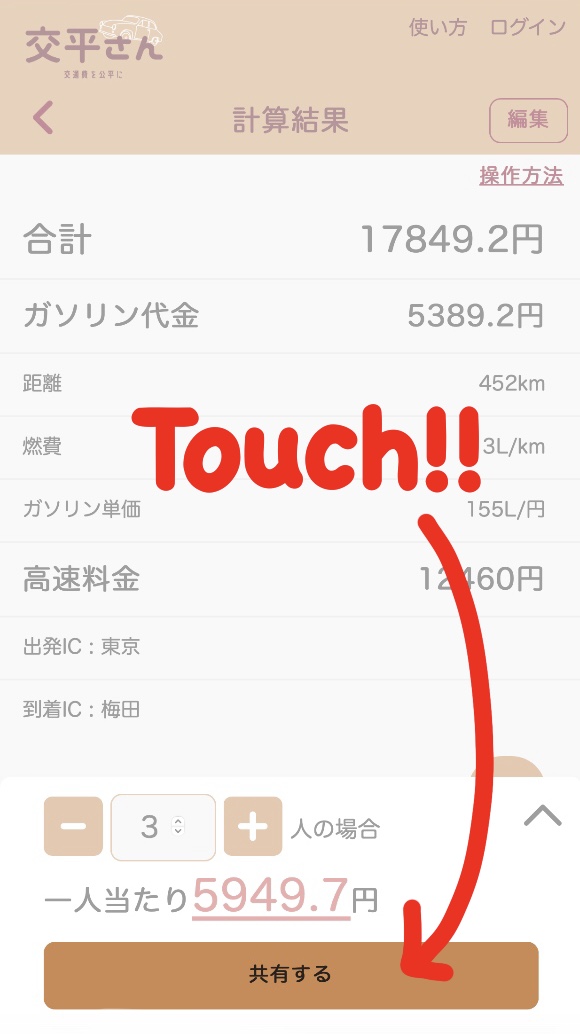 交平さん
交通費を公平に
使い方 ログイン
計算結果
編集
操作方法
合計 17849.2円
ガソリン代金 5389.2円
距離 452km
Touch!!
燃費 3L/km
ガソリン単価 155L/円
高速料金 12460円
出発IC：東京
到着IC：梅田
3 人の場合
一人当たり5949.7円
共有する